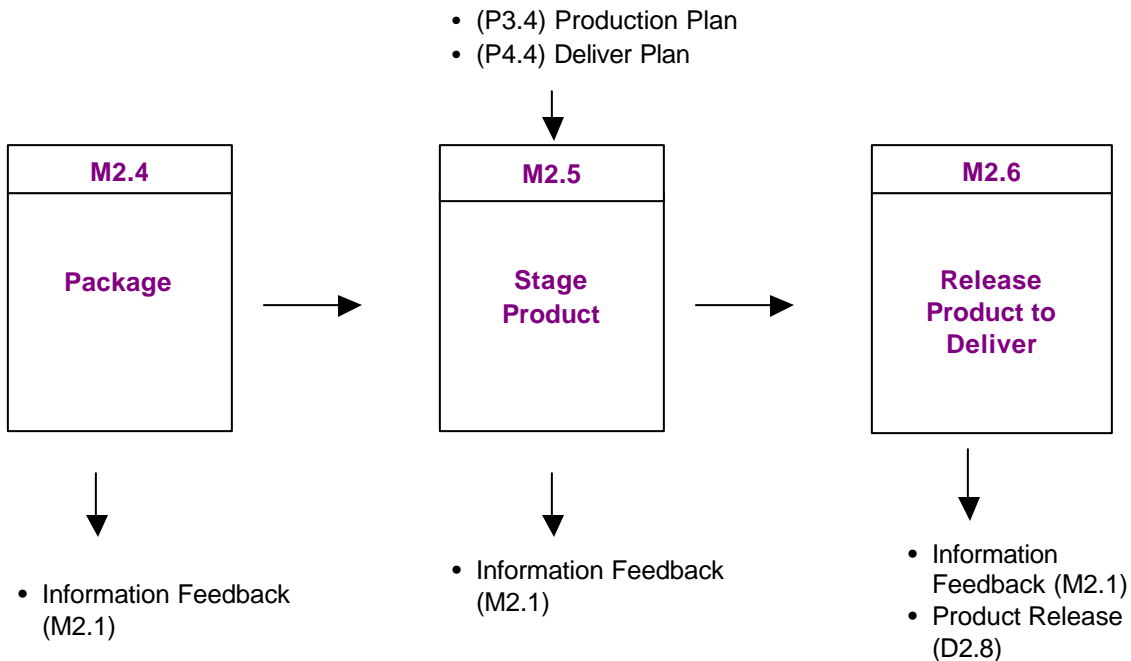 • (P3.4) Production Plan
• (P4.4) Deliver Plan
M2.4
Package
• Information Feedback
(M2.1)
M2.5
Stage
Product
• Information Feedback
(M2.1)
M2.6
Release
Product to
Deliver
• Information
Feedback (M2.1)
• Product Release
(D2.8)